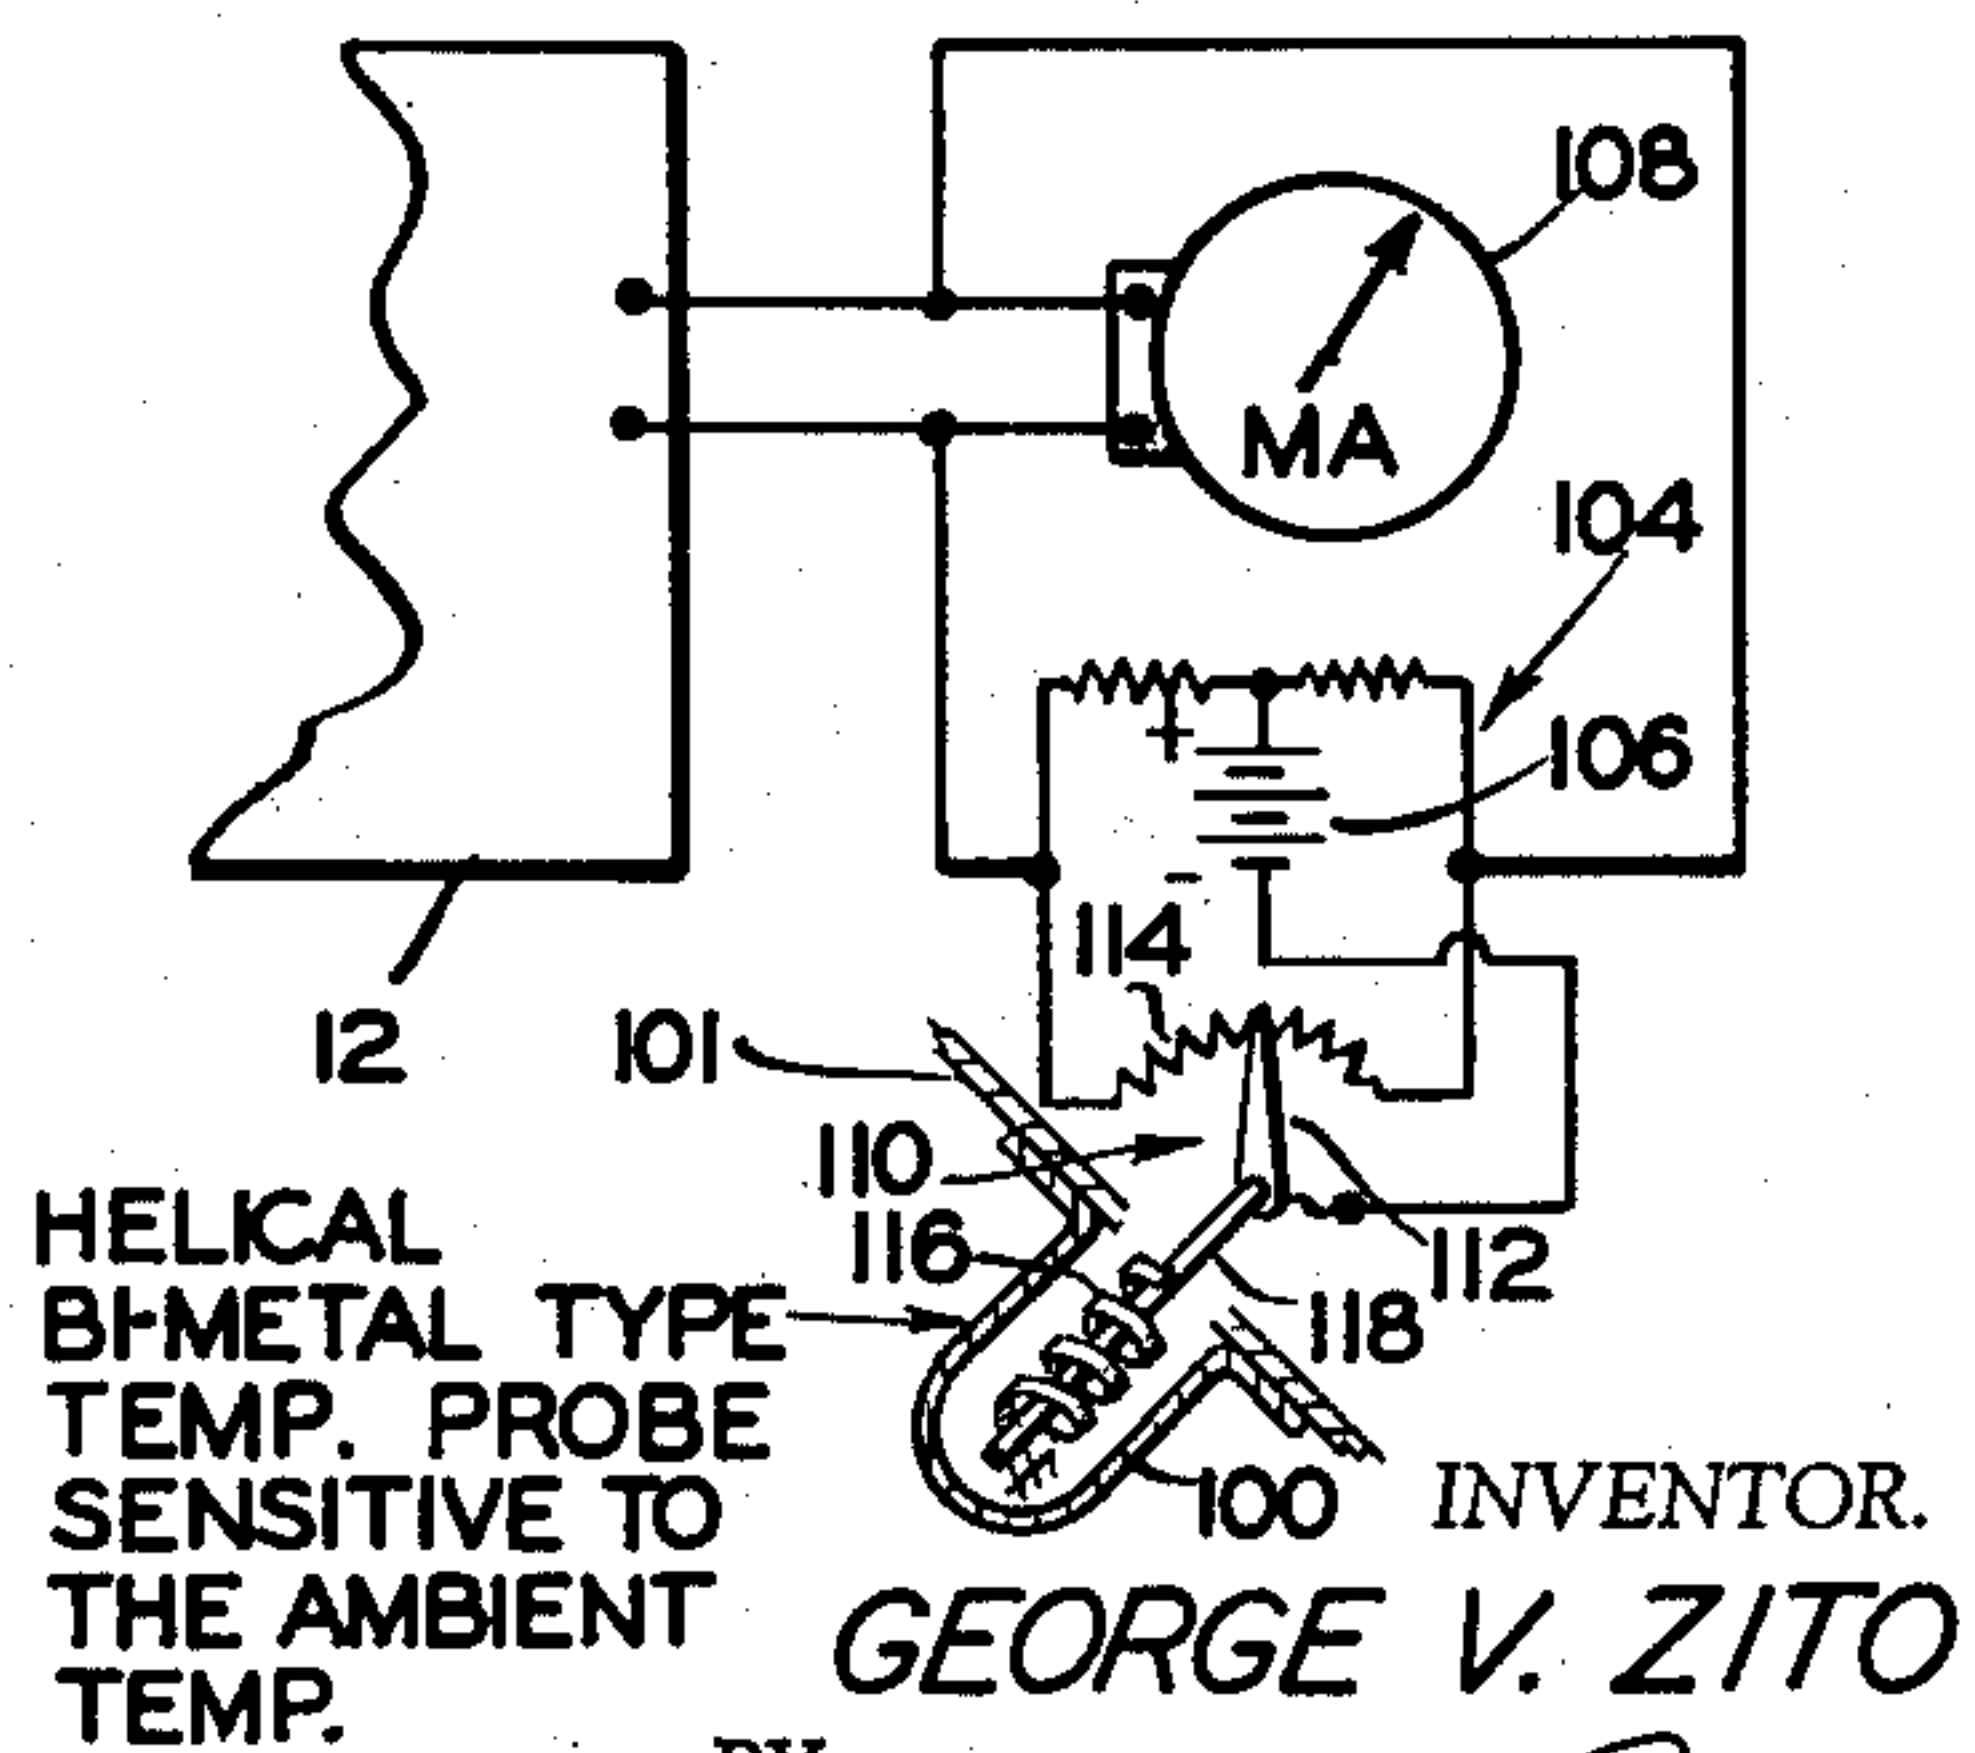 108
MA
104
106
+
-
114
12
101
110
116
112
118
HELICAL
BI-METAL TYPE
TEMP. PROBE
SENSITIVE TO
THE AMBIENT
TEMP.
100
INVENTOR.
GEORGE V. ZITO
BY